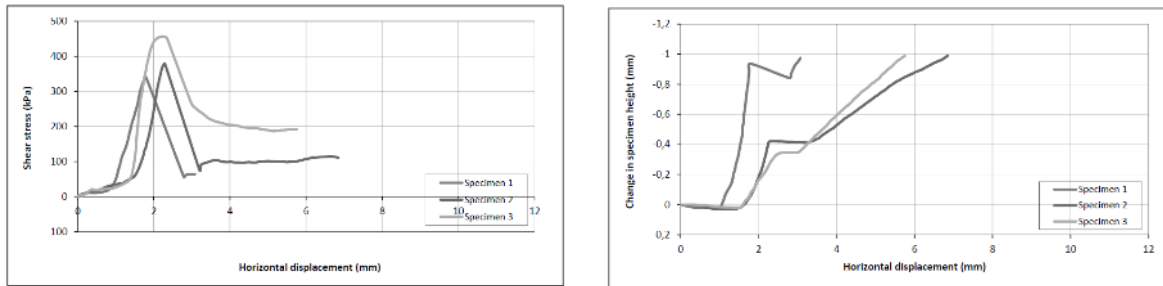 500
400
300
200
100
0
100
0
2
4
6
8
10
12
Shear stress (kPa)
Horizontal displacement (mm)
Specimen 1
Specimen 2
Specimen 3
-1,2
-1
-0,8
-0,6
-0,4
-0,2
0
0,2
0
2
4
6
8
10
12
Change in specimen height (mm)
Horizontal displacement (mm)
Specimen 1
Specimen 2
Specimen 3